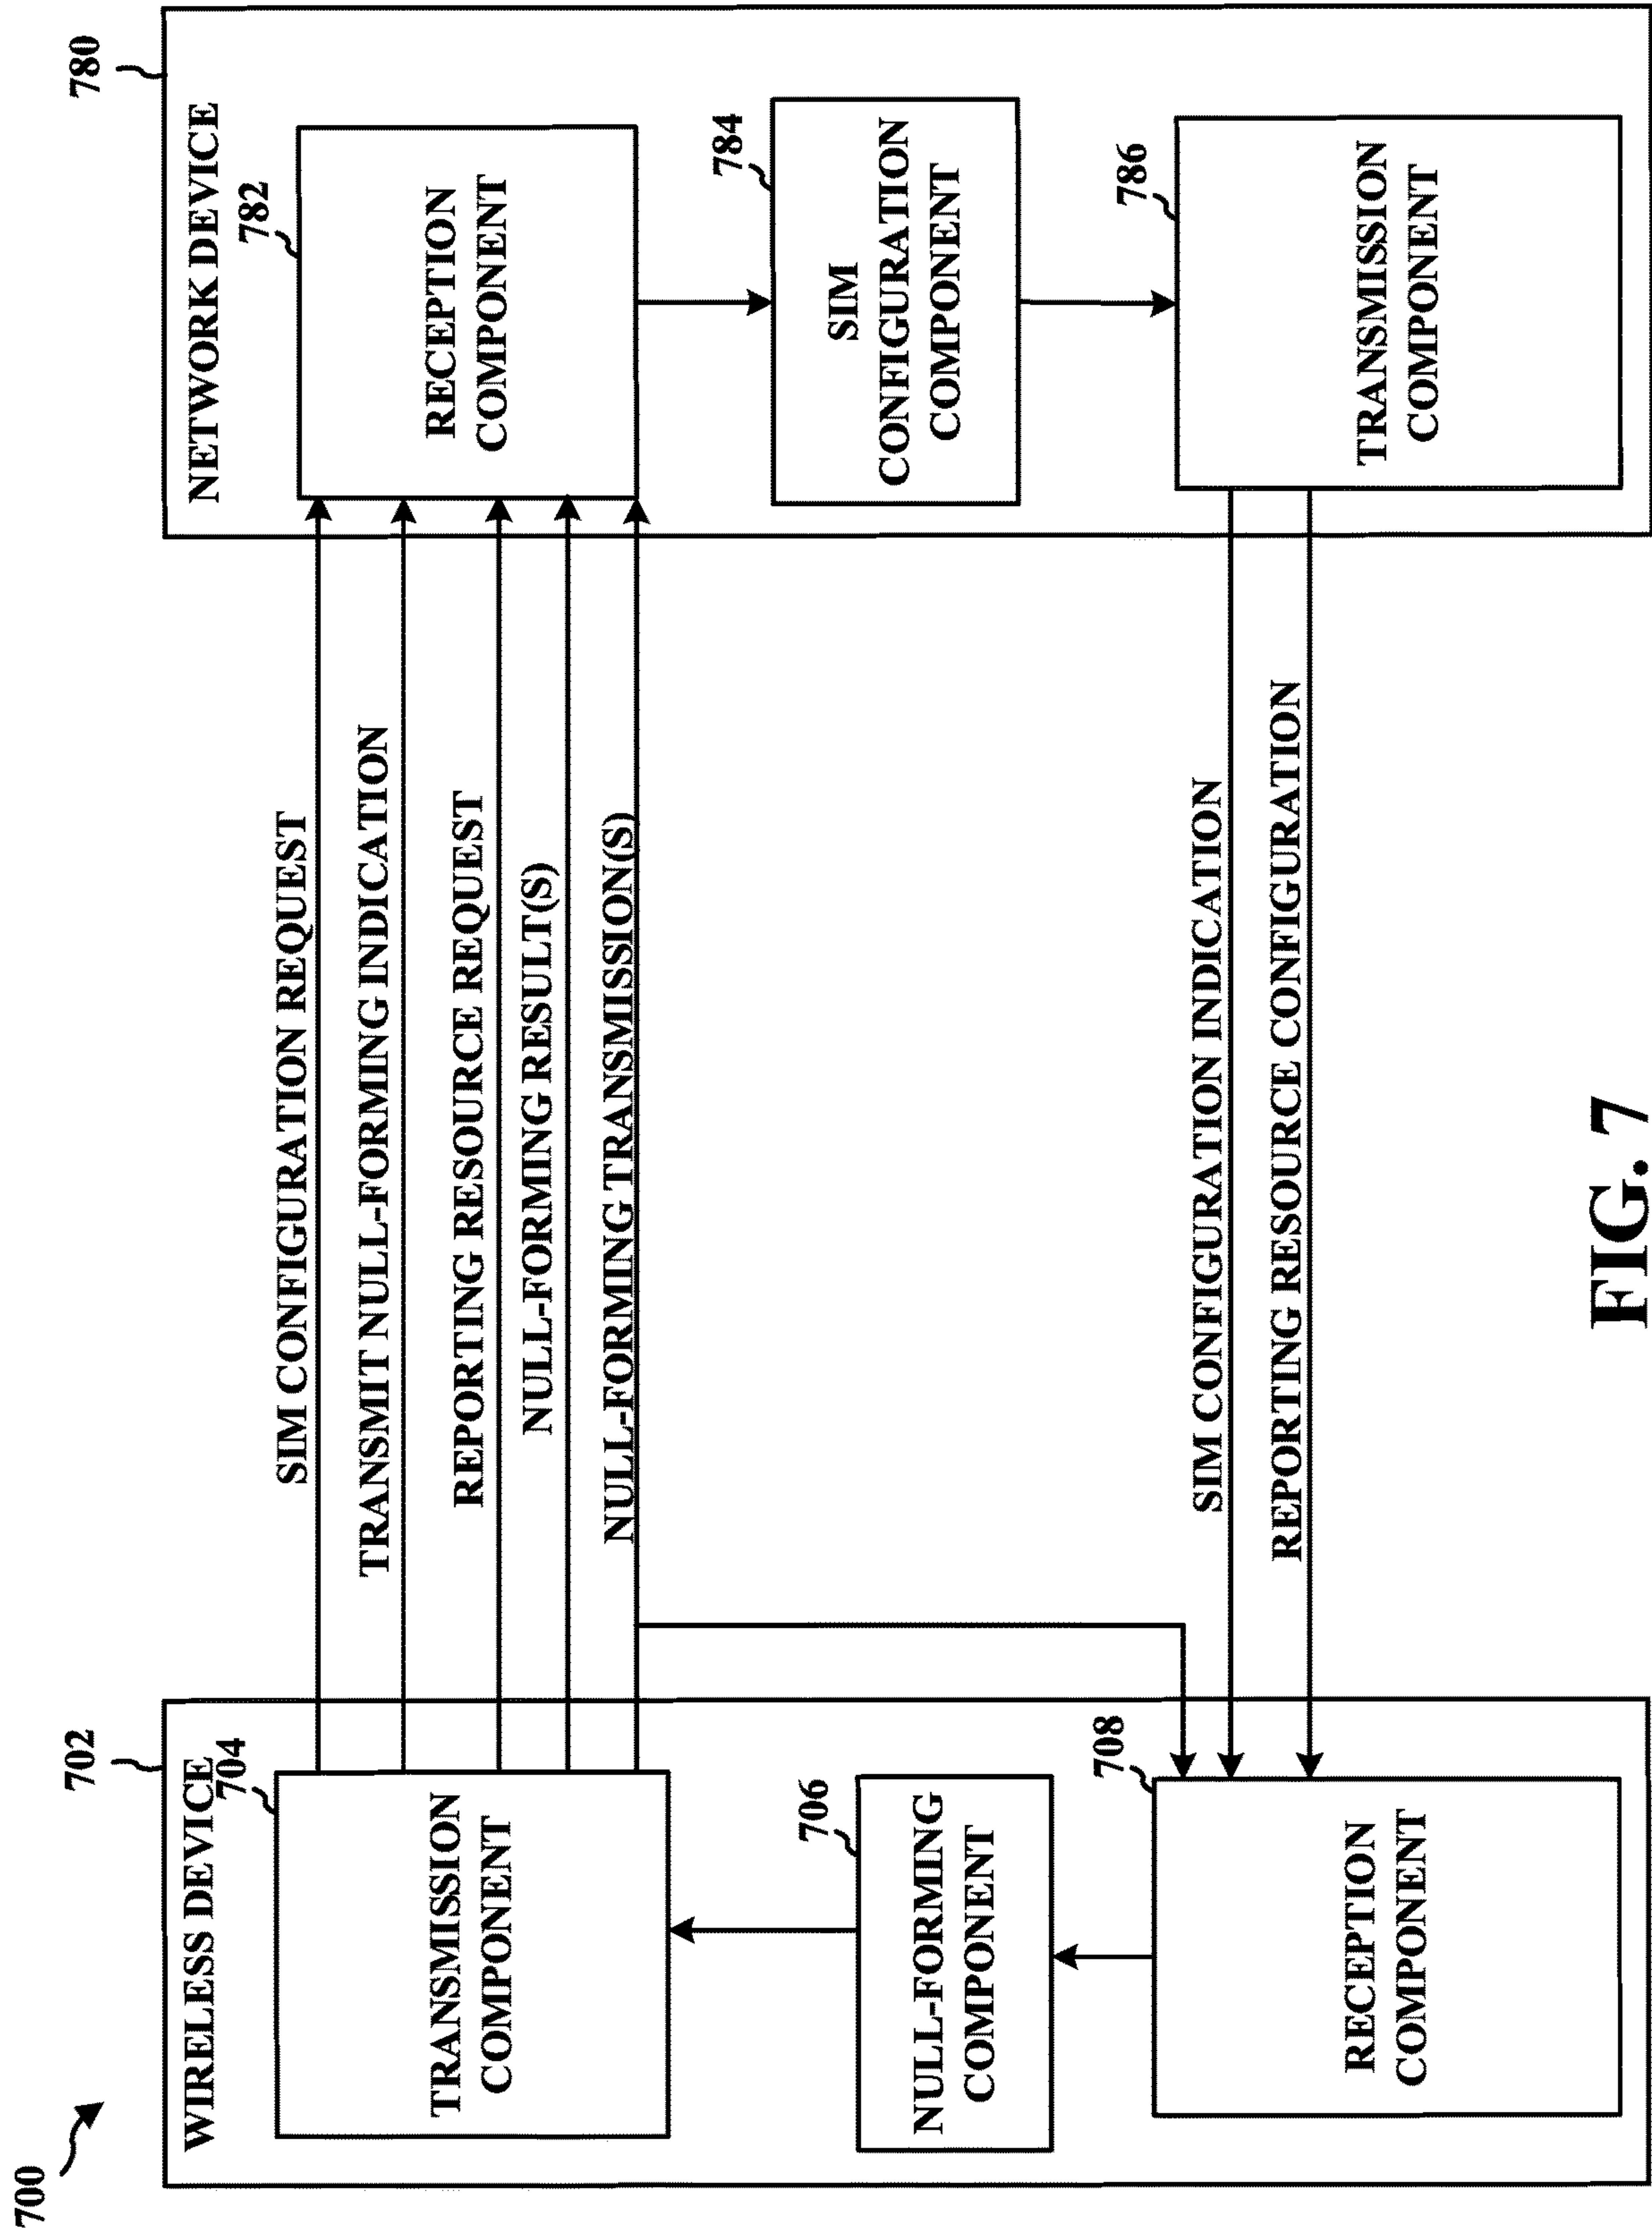 700
WIRELESS DEVICE
702
704
TRANSMISSION
COMPONENT
706
NULL-FORMING
COMPONENT
708
RECEPTION
COMPONENT
SIM CONFIGURATION REQUEST
TRANSMIT NULL-FORMING INDICATION
REPORTING RESOURCE REQUEST
NULL-FORMING RESULT(S)
NULL-FORMING TRANSMISSION(S)
SIM CONFIGURATION INDICATION
REPORTING RESOURCE CONFIGURATION
NETWORK DEVICE
780
782
RECEPTION
COMPONENT
784
SIM
CONFIGURATION
COMPONENT
786
TRANSMISSION
COMPONENT
FIG. 7